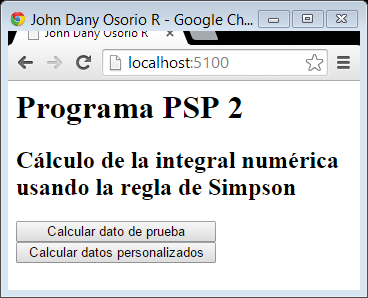 John Dany Osorio R - Google Ch...
John Dany Osorio R
localhost:5100
Programa PSP 2
Cálculo de la integral numérica
usando la regla de Simpson
Calcular dato de prueba
Calcular datos personalizados